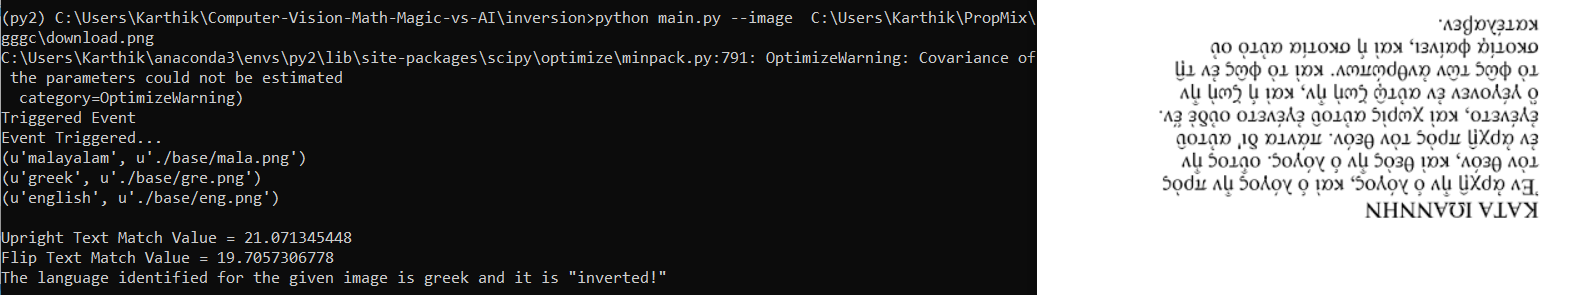 (py2) C:\Users\Karthik\Computer-Vision-Math-Magic-vs-AI\inversion>python main.py --image  C:\Users\Karthik\PropMix\
gggc\download.png
C:\Users\Karthik\anaconda3\envs\py2\lib\site-packages\scipy\optimize\minpack.py:791: OptimizeWarning: Covariance of
 the parameters could not be estimated
  category=OptimizeWarning)
Triggered Event
Event Triggered...
(u'malayalam', u'./base/mala.png')
(u'greek', u'./base/gre.png')
(u'english', u'./base/eng.png')
Upright Text Match Value = 21.071345448
Flip Text Match Value = 19.7057306778
The language identified for the given image is greek and it is "inverted!"
ΚΑΤΑ ΙΩΑΝΝΗΝ
Ἐν ἀρχῇ ἦν ὁ λόγος, καὶ ὁ λόγος ἦν πρὸς
τὸν θεόν, καὶ θεὸς ἦν ὁ λόγος. οὗτος ἦν
ἐν ἀρχῇ πρὸς τὸν θεόν. πάντα δι᾽ αὐτοῦ
ἐγένετο, καὶ χωρὶς αὐτοῦ ἐγένετο οὐδὲ ἕν.
ὃ γέγονεν ἐν αὐτῷ ζωὴ ἦν, καὶ ἡ ζωὴ ἦν
τὸ φῶς τῶν ἀνθρώπων. καὶ τὸ φῶς ἐν τῇ
σκοτίᾳ φαίνει, καὶ ἡ σκοτία αὐτὸ οὐ
κατέλαβεν.